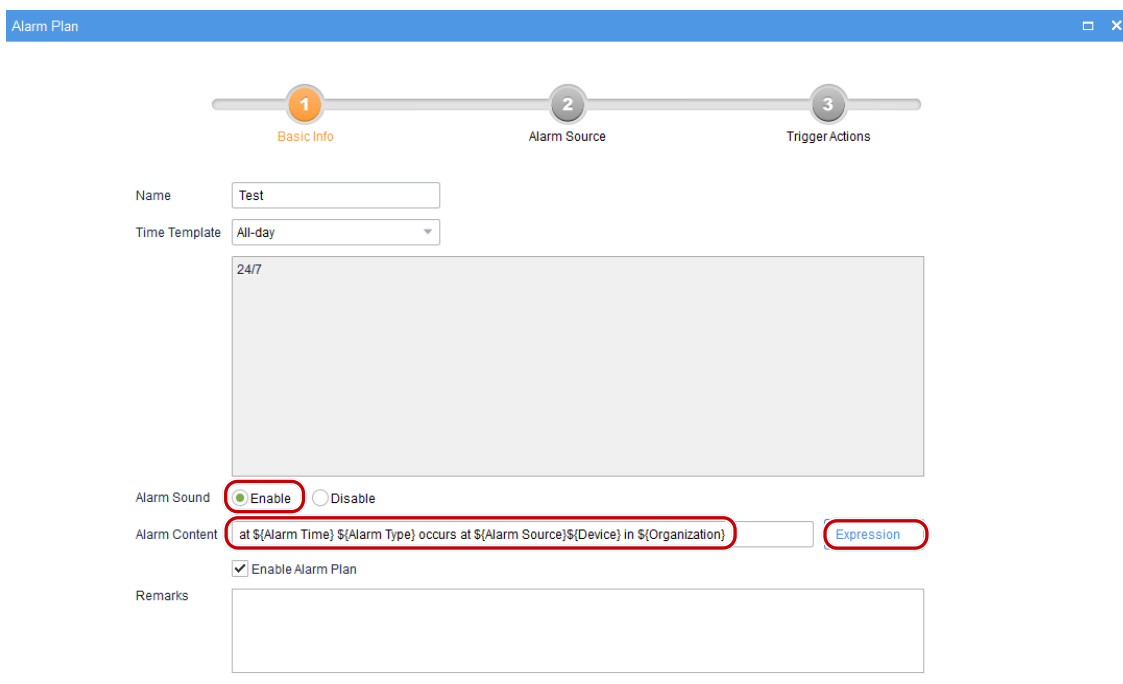 Alarm Plan
1 2 3
Basic Info Alarm Source Trigger Actions
Name Test
Time Template All-day
24/7
Alarm Sound Enable Disable
Alarm Content at ${Alarm Time} ${Alarm Type} occurs at ${Alarm Source}${Device} in ${Organization} Expression
Enable Alarm Plan
Remarks